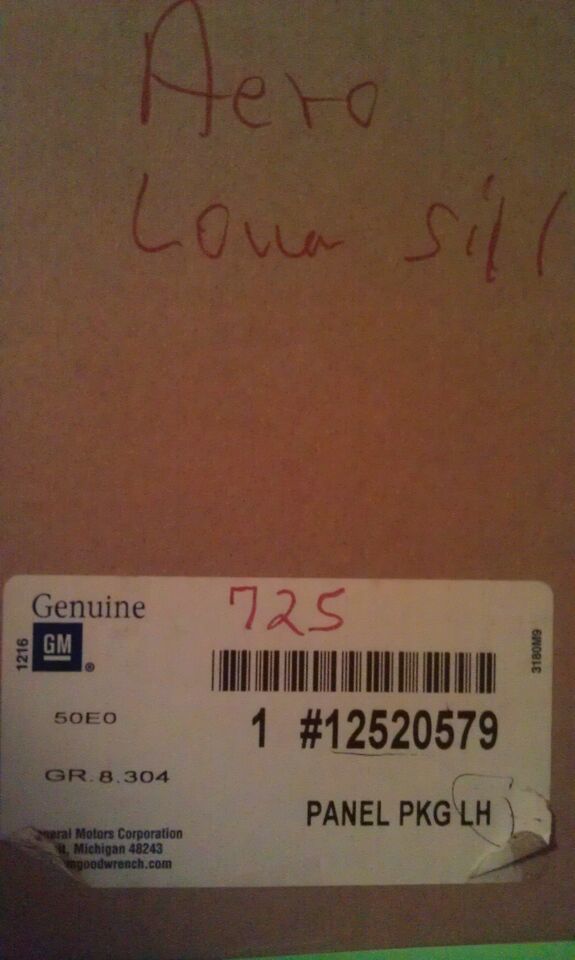 Aero
Lower sill
Genuine
725
1216
GM
®
3180M9
50E0
1 #12520579
GR. 8.304
PANEL PKG LH
neral Motors Corporation
it, Michigan 48243
mgoodwrench.com